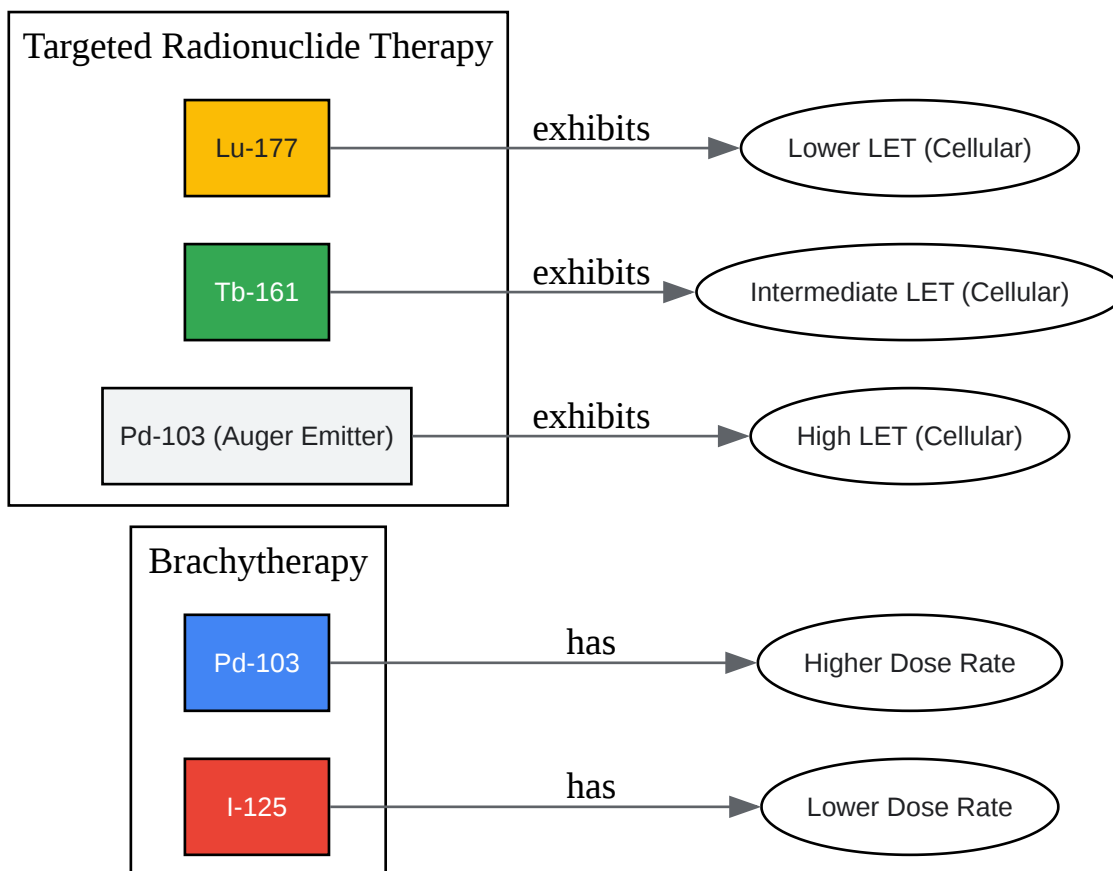 Targeted Radionuclide Therapy
Lu-177
exhibits
Lower LET (Cellular)
Tb-161
exhibits
Intermediate LET (Cellular)
Pd-103 (Auger Emitter)
exhibits
High LET (Cellular)
Brachytherapy
Pd-103
has
Higher Dose Rate
I-125
has
Lower Dose Rate